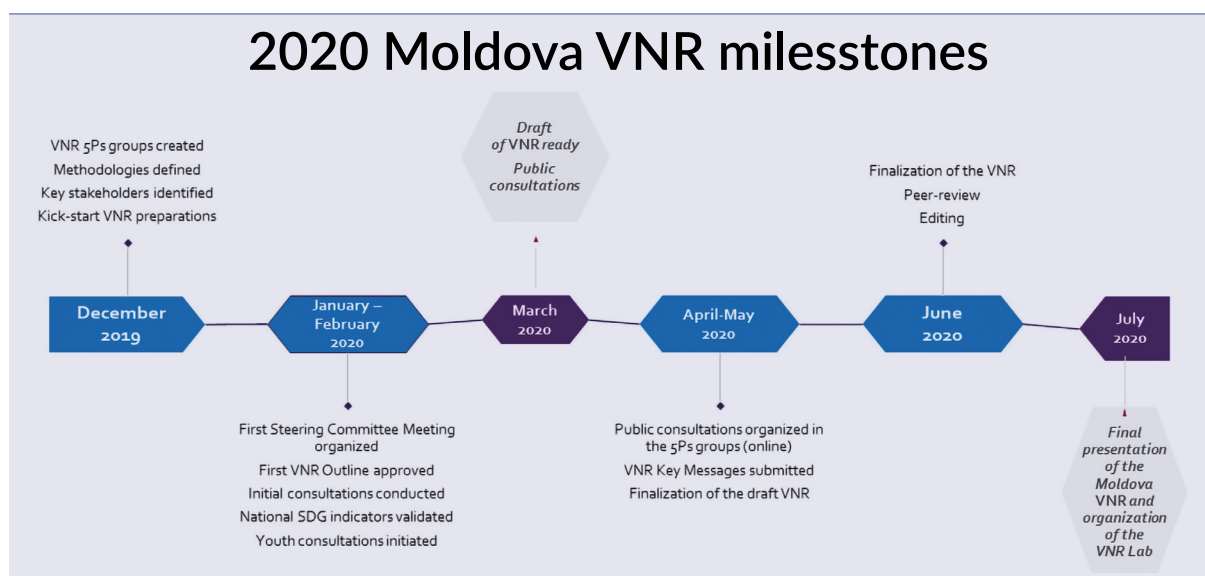 2020 Moldova VNR milesstones
VNR 5Ps groups created
Methodologies defined
Key stakeholders identified
Kick-start VNR preparations
December
2019
January –
February
2020
First Steering Committee Meeting
organized
First VNR Outline approved
Initial consultations conducted
National SDG indicators validated
Youth consultations initiated
Draft
of VNR ready
Public
consultations
March
2020
April-May
2020
Public consultations organized in
the 5Ps groups (online)
VNR Key Messages submitted
Finalization of the draft VNR
Finalization of the VNR
Peer-review
Editing
June
2020
July
2020
Final
presentation
of the
Moldova
VNR and
organization
of the
VNR Lab